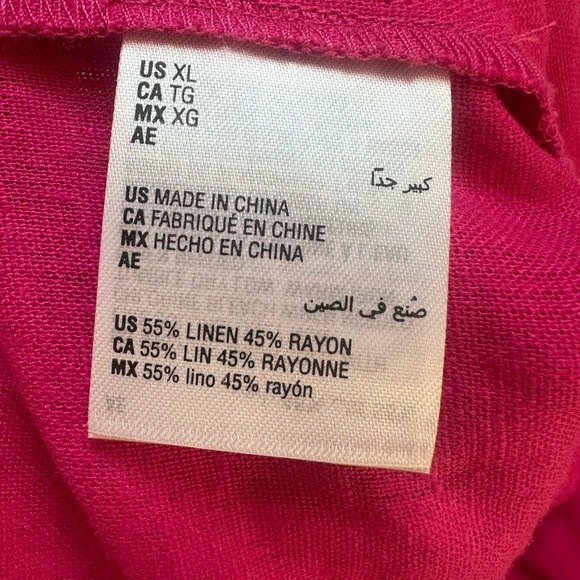 US XL
CA TG
MX XG
AE
كبير جدًا
US MADE IN CHINA
CA FABRIQUÉ EN CHINE
MX HECHO EN CHINA
AE
صُنع في الصين
US 55% LINEN 45% RAYON
CA 55% LIN 45% RAYONNE
MX 55% lino 45% rayón